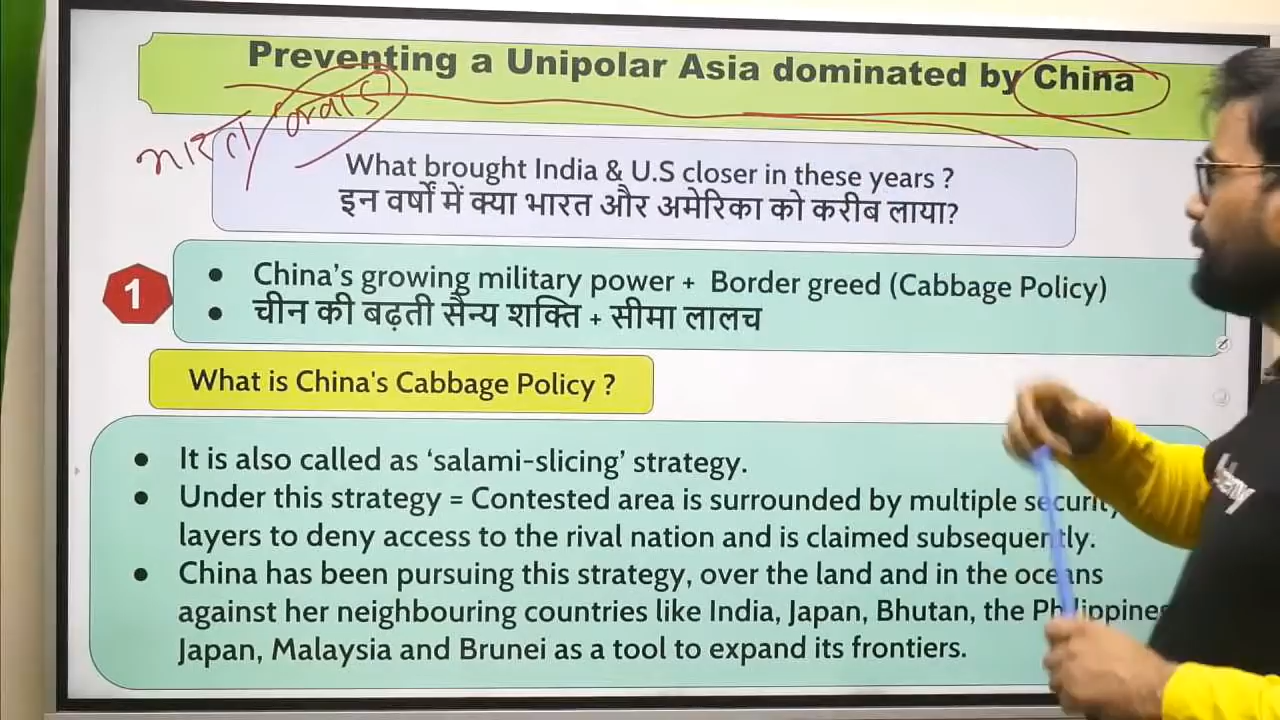 Preventing a Unipolar Asia dominated by China
भारत/क्वाड
What brought India & U.S closer in these years ?
इन वर्षों में क्या भारत और अमेरिका को करीब लाया?
1
• China's growing military power + Border greed (Cabbage Policy)
• चीन की बढ़ती सैन्य शक्ति + सीमा लालच
What is China's Cabbage Policy ?
• It is also called as ‘salami-slicing’ strategy.
• Under this strategy = Contested area is surrounded by multiple security
layers to deny access to the rival nation and is claimed subsequently.
• China has been pursuing this strategy, over the land and in the oceans
against her neighbouring countries like India, Japan, Bhutan, the Philippine
Japan, Malaysia and Brunei as a tool to expand its frontiers.